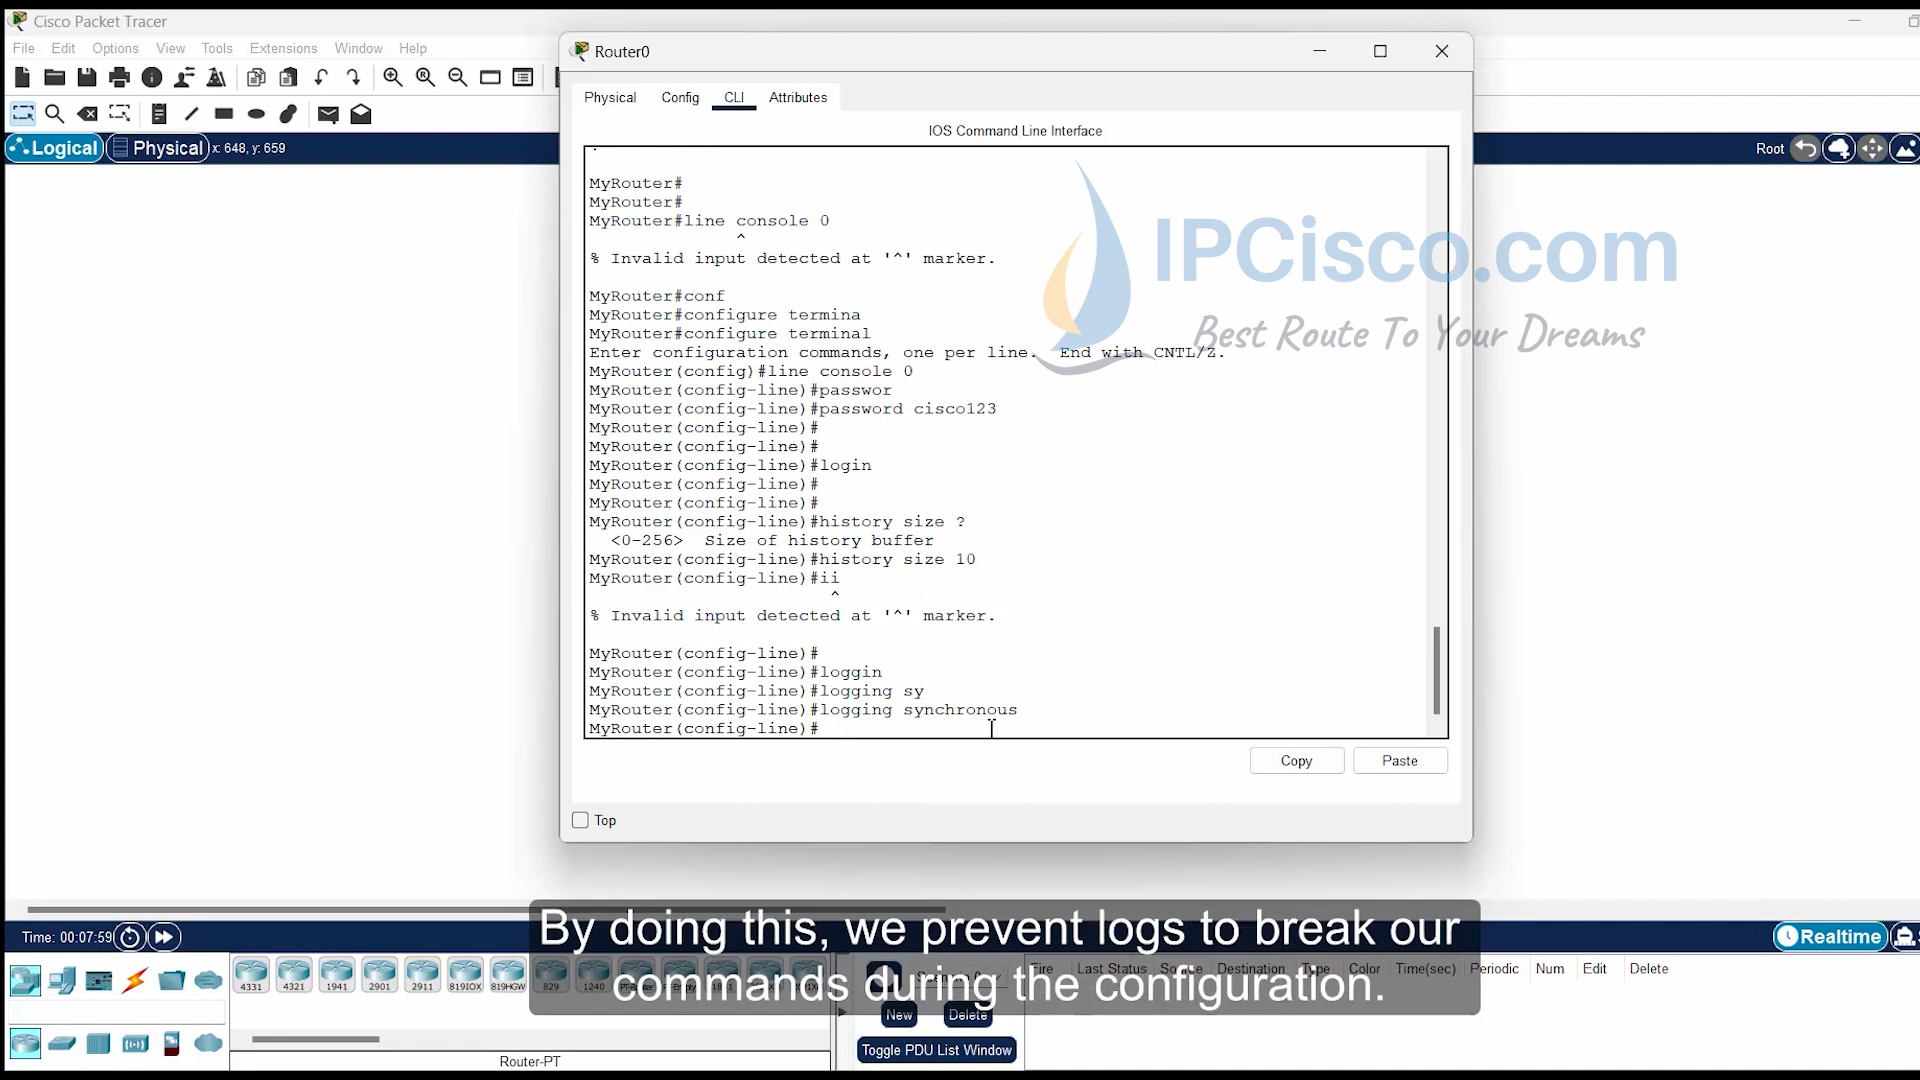 Cisco Packet Tracer
File Edit Options View Tools Extensions Window Help
Logical Physical x: 648, y: 659
Root
Router0
Physical Config CLI Attributes
IOS Command Line Interface
MyRouter#
MyRouter#
MyRouter#line console 0
^
% Invalid input detected at '^' marker.
MyRouter#conf
MyRouter#configure termina
MyRouter#configure terminal
Enter configuration commands, one per line. End with CNTL/Z.
MyRouter(config)#line console 0
MyRouter(config-line)#passwor
MyRouter(config-line)#password cisco123
MyRouter(config-line)#
MyRouter(config-line)#
MyRouter(config-line)#login
MyRouter(config-line)#
MyRouter(config-line)#
MyRouter(config-line)#history size ?
<0-256> Size of history buffer
MyRouter(config-line)#history size 10
MyRouter(config-line)#ii
^
% Invalid input detected at '^' marker.
MyRouter(config-line)#
MyRouter(config-line)#loggin
MyRouter(config-line)#logging sy
MyRouter(config-line)#logging synchronous
MyRouter(config-line)#
IPCisco.com
Best Route To Your Dreams
Copy Paste
Top
By doing this, we prevent logs to break our
commands during the configuration.
Time: 00:07:59
Realtime
4331 4321 1941 2901 2911 819IOX 819HGW 829 1240
Fire Last Status Source Destination Type Color Time(sec) Periodic Num Edit Delete
New Delete
Toggle PDU List Window
Router-PT